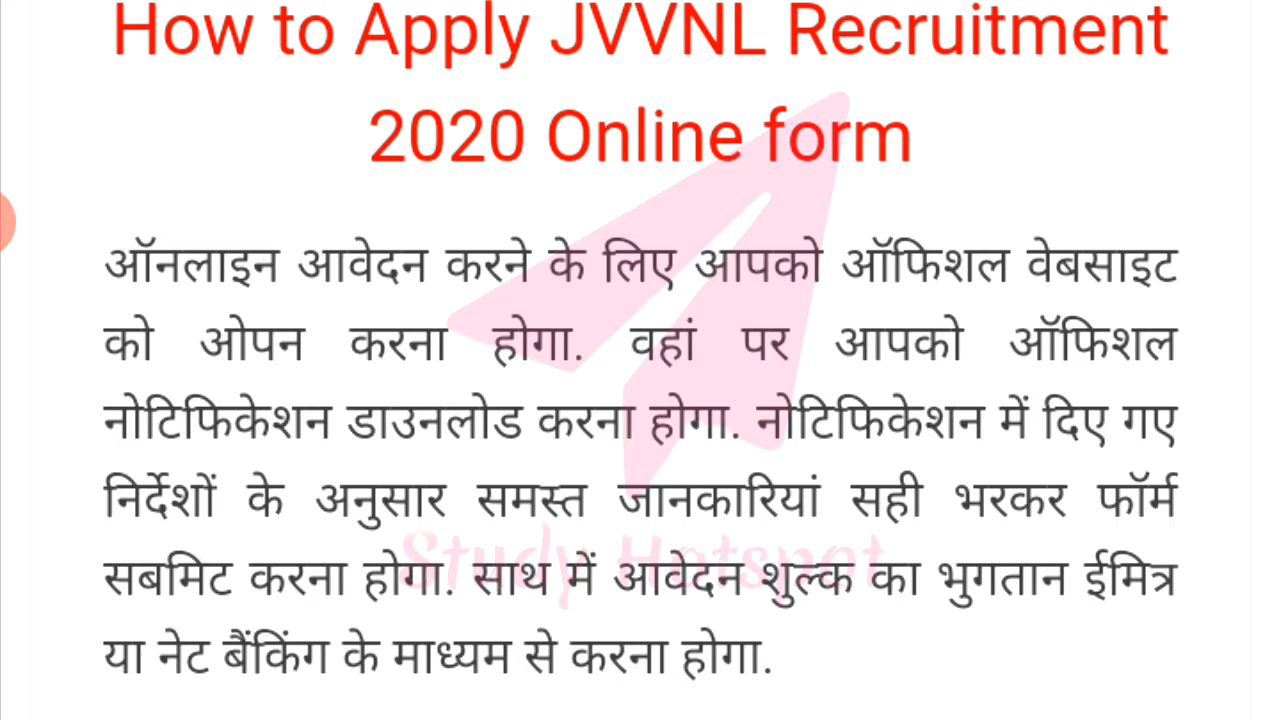 How to Apply JVVNL Recruitment
2020 Online form
ऑनलाइन आवेदन करने के लिए आपको ऑफिशल वेबसाइट
को ओपन करना होगा. वहां पर आपको ऑफिशल
नोटिफिकेशन डाउनलोड करना होगा. नोटिफिकेशन में दिए गए
निर्देशों के अनुसार समस्त जानकारियां सही भरकर फॉर्म
Study Hotspot
सबमिट करना होगा. साथ में आवेदन शुल्क का भुगतान ईमित्र
या नेट बैंकिंग के माध्यम से करना होगा.